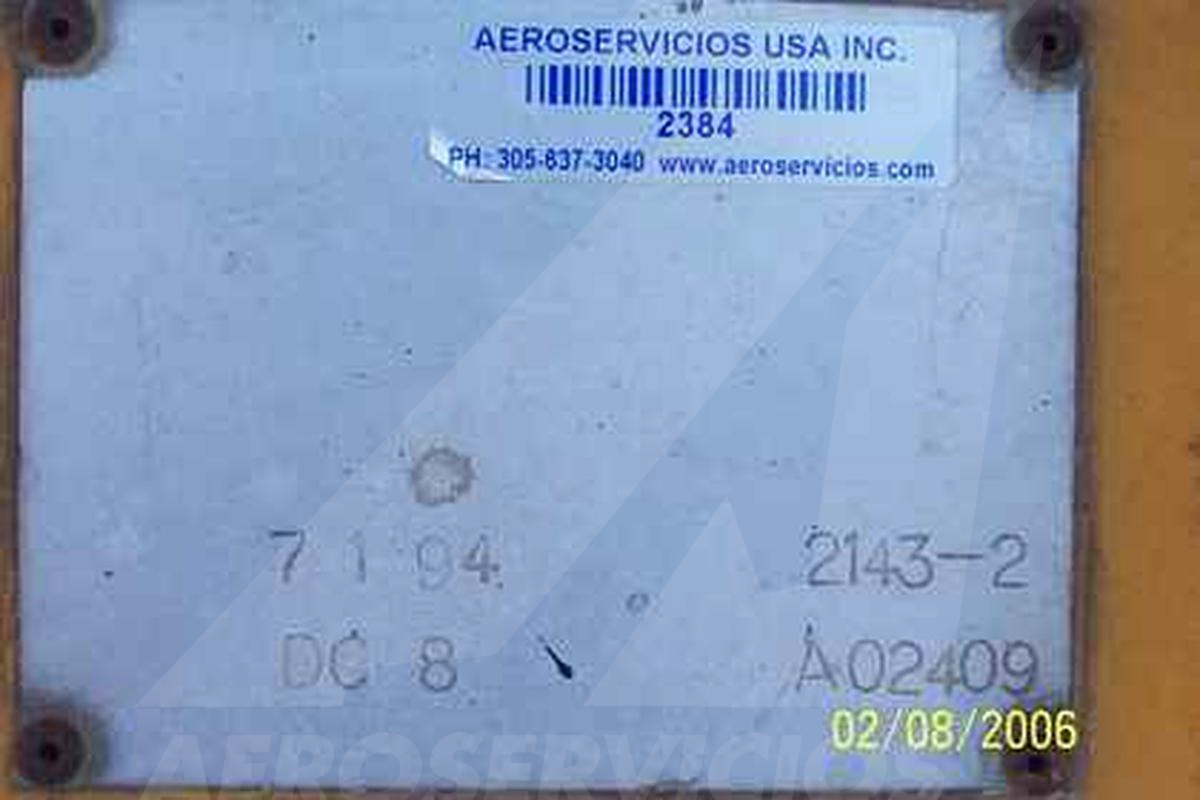 AEROSERVICIOS USA INC.
2384
PH: 305-637-3040 www.aeroservicios.com
7 1 94 2143-2
DC 8 A02409
02/08/2006
AEROSERVICIOS